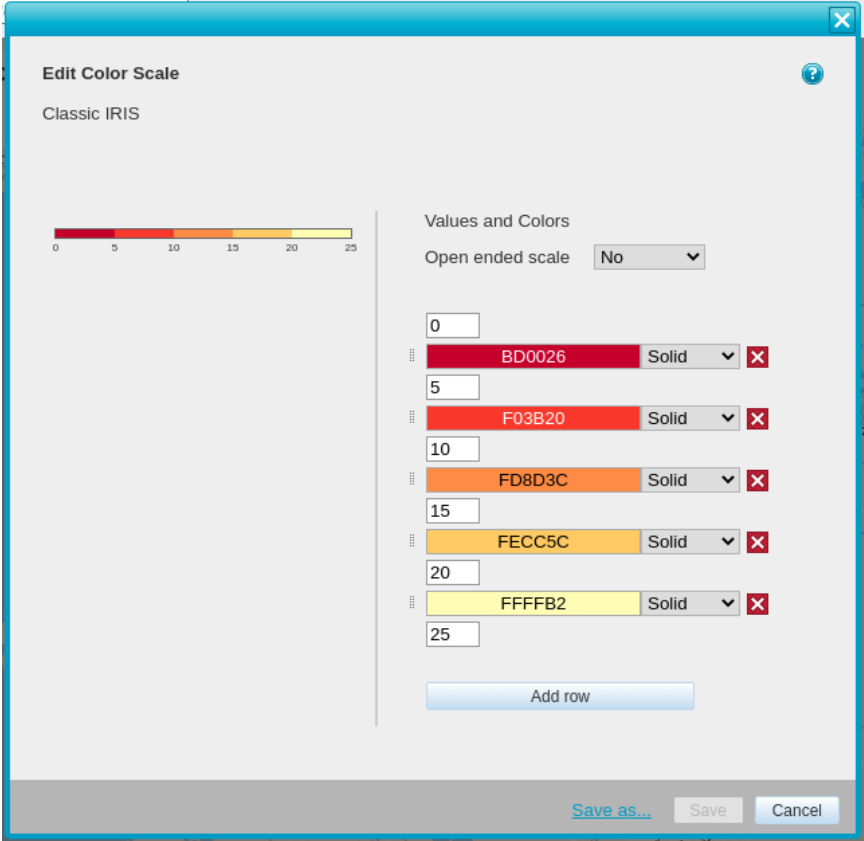 Edit Color Scale
Classic IRIS
0 5 10 15 20 25
Values and Colors
Open ended scale No
0
BD0026 Solid
5
F03B20 Solid
10
FD8D3C Solid
15
FECC5C Solid
20
FFFFB2 Solid
25
Add row
Save as... Save Cancel